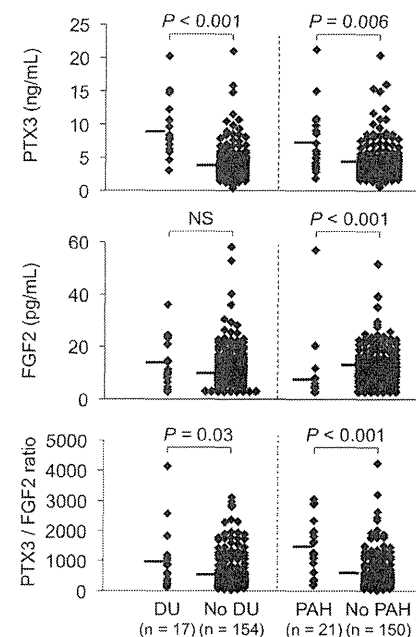 P < 0.001 P = 0.006
25
20
15
10
5
0
PTX3 (ng/mL)
NS P < 0.001
60
40
20
0
FGF2 (pg/mL)
P = 0.03 P < 0.001
5000
4000
3000
2000
1000
0
PTX3 / FGF2 ratio
DU No DU PAH No PAH
(n = 17) (n = 154) (n = 21) (n = 150)